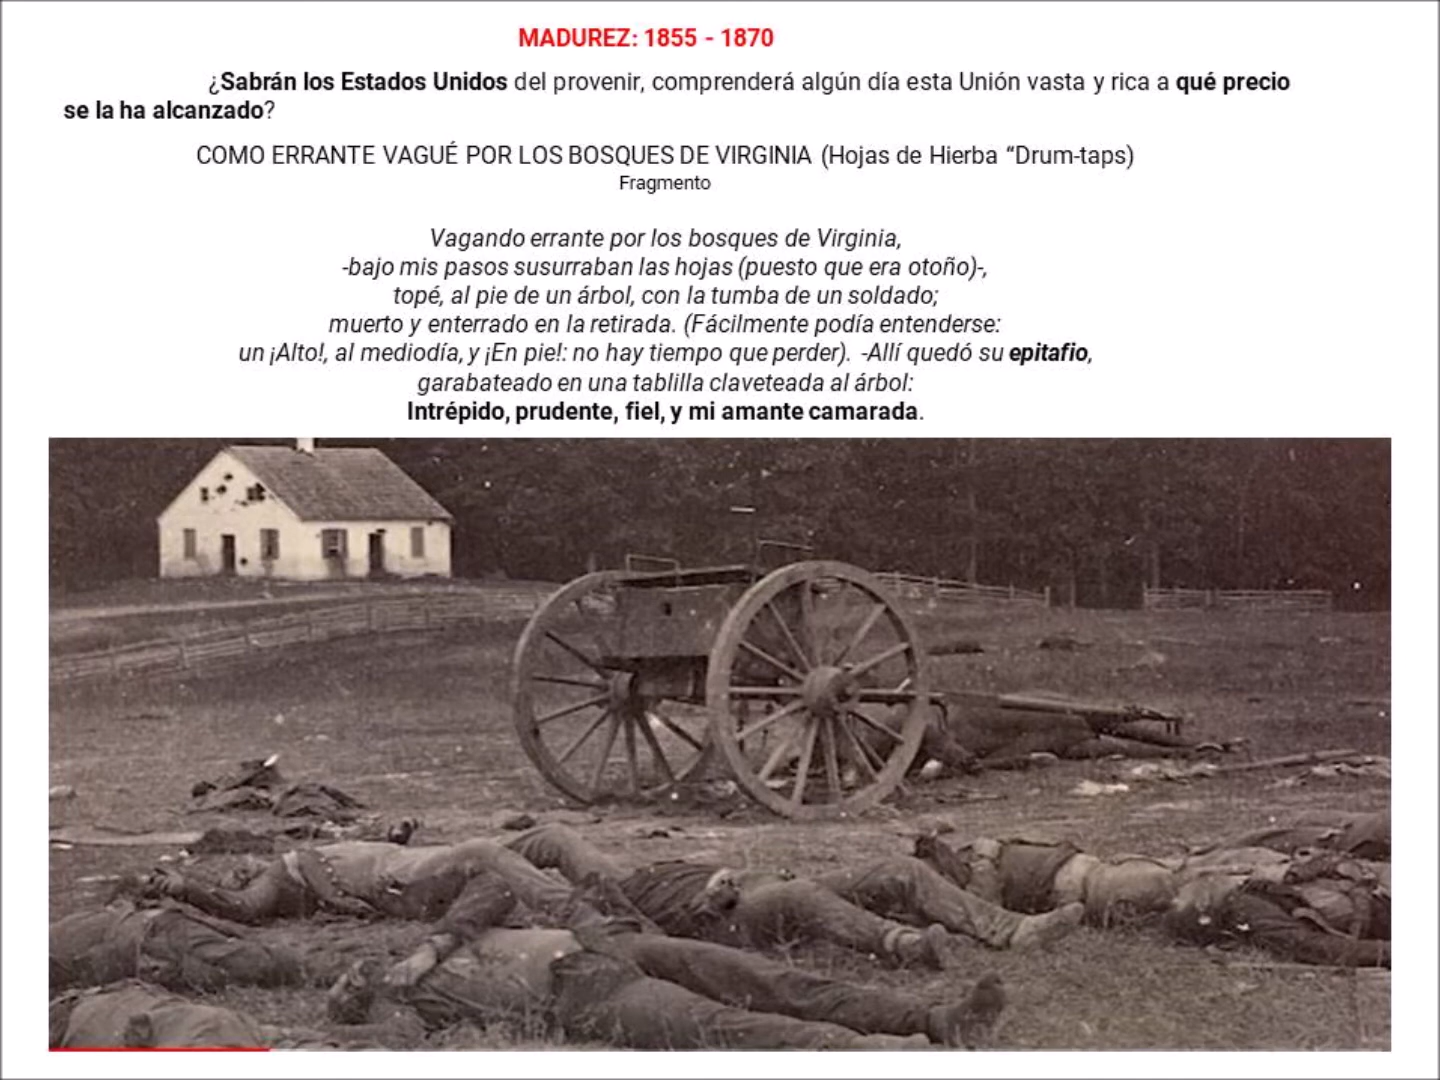 MADUREZ: 1855 - 1870
¿Sabrán los Estados Unidos del provenir, comprenderá algún día esta Unión vasta y rica a qué precio
se la ha alcanzado?
COMO ERRANTE VAGUÉ POR LOS BOSQUES DE VIRGINIA (Hojas de Hierba “Drum-taps)
Fragmento
Vagando errante por los bosques de Virginia,
-bajo mis pasos susurraban las hojas (puesto que era otoño)-,
topé, al pie de un árbol, con la tumba de un soldado;
muerto y enterrado en la retirada. (Fácilmente podía entenderse:
un ¡Alto!, al mediodía, y ¡En pie!: no hay tiempo que perder). -Allí quedó su epitafio,
garabateado en una tablilla claveteada al árbol:
Intrépido, prudente, fiel, y mi amante camarada.